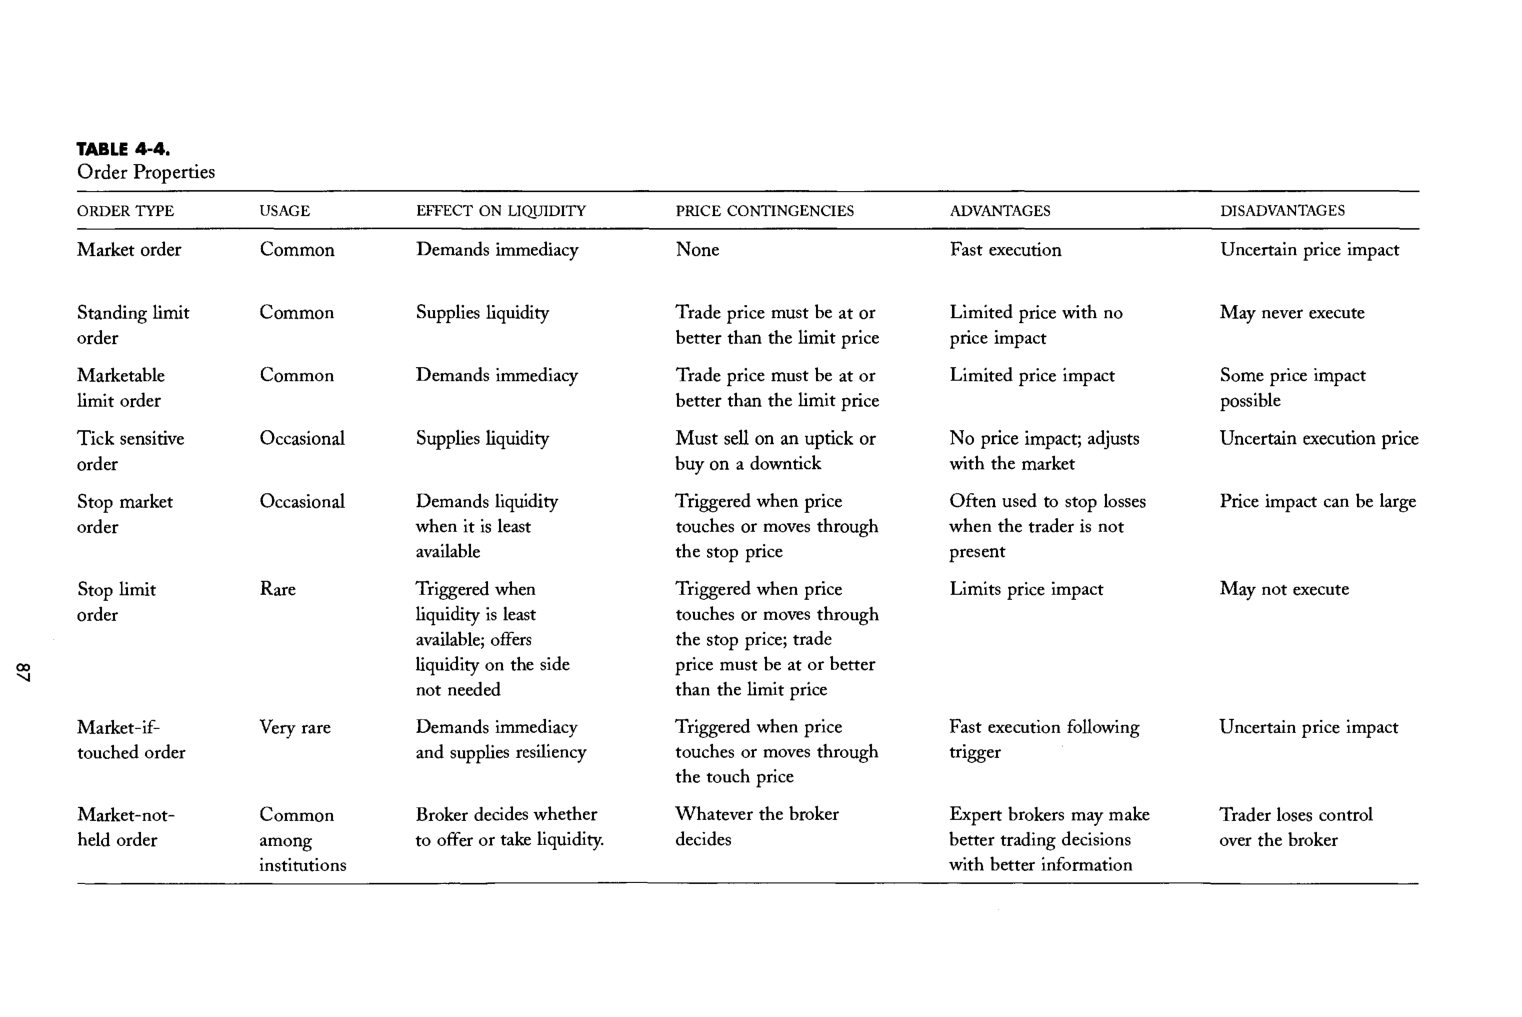 TABLE 4-4.
Order Properties
ORDER TYPE USAGE EFFECT ON LIQUIDITY PRICE CONTINGENCIES ADVANTAGES DISADVANTAGES
Market order Common Demands immediacy None Fast execution Uncertain price impact
Standing limit Common Supplies liquidity Trade price must be at or Limited price with no May never execute
order better than the limit price price impact
Marketable Common Demands immediacy Trade price must be at or Limited price impact Some price impact
limit order better than the limit price possible
Tick sensitive Occasional Supplies liquidity Must sell on an uptick or No price impact; adjusts Uncertain execution price
order buy on a downtick with the market
Stop market Occasional Demands liquidity Triggered when price Often used to stop losses Price impact can be large
order when it is least touches or moves through when the trader is not
available the stop price present
Stop limit Rare Triggered when Triggered when price Limits price impact May not execute
order liquidity is least touches or moves through
available; offers the stop price; trade
liquidity on the side price must be at or better
not needed than the limit price
Market-if- Very rare Demands immediacy Triggered when price Fast execution following Uncertain price impact
touched order and supplies resiliency touches or moves through trigger
the touch price
Market-not- Common Broker decides whether Whatever the broker Expert brokers may make Trader loses control
held order among to offer or take liquidity. decides better trading decisions over the broker
institutions with better information
87